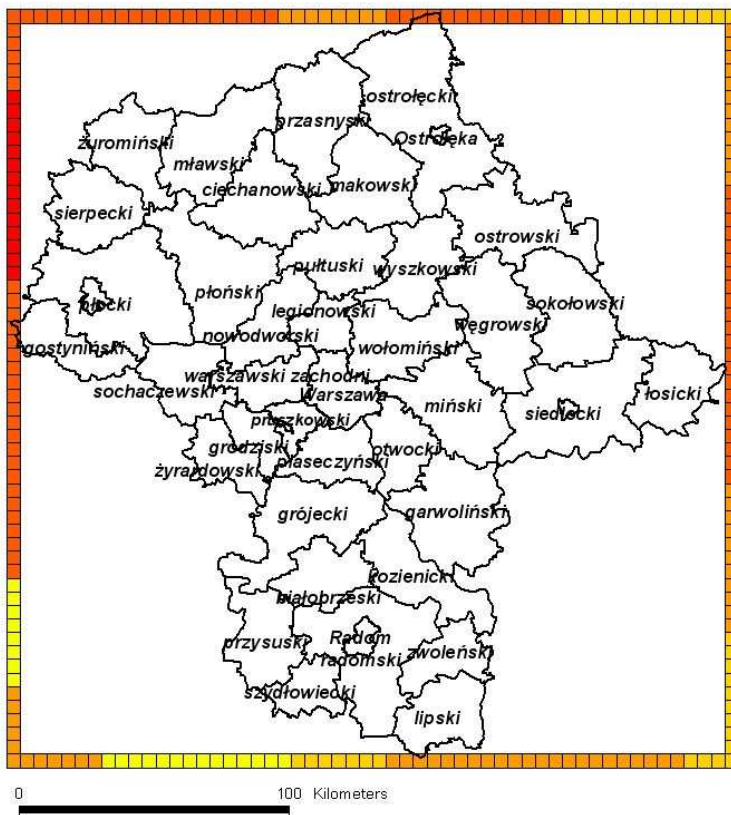 ostrołęcki
przasnyski
Ostrołęka
żuromiński
mławski
ciechanowski
makowski
sierpecki
ostrowski
pułtuski
wyszkowski
płoński
płocki
sokołowski
legionowski
nowodworski
węgrowski
gostyniński
wołomiński
warszawski zachodni
sochaczewski
Warszawa
miński
siedlecki
łosicki
pruszkowski
grodziski
otwocki
piaseczyński
żyrardowski
grójecki
garwoliński
kozienicki
białobrzeski
przysuski
Radom
radomski
zwoleński
szydłowiecki
lipski
0 100 Kilometers